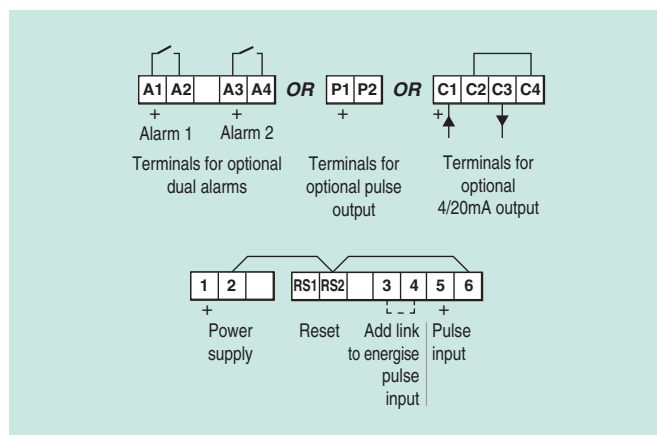 A1 A2 A3 A4 OR P1 P2 OR C1 C2 C3 C4
+ + + +
Alarm 1 Alarm 2
Terminals for optional
dual alarms
Terminals for
optional pulse
output
Terminals for
optional
4/20mA output
1 2 RS1 RS2 3 4 5 6
+ +
Power
supply
Reset
Add link
to energise
pulse
input
Pulse
input